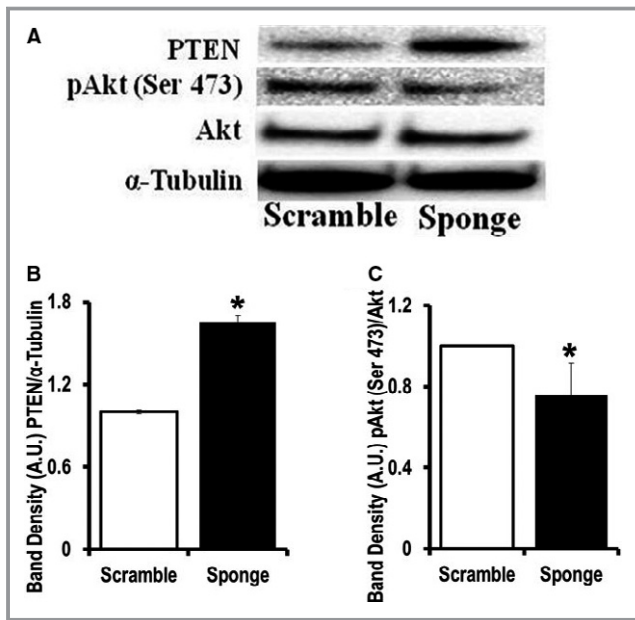 A
PTEN
pAkt (Ser 473)
Akt
α-Tubulin
Scramble Sponge
B
Band Density (A.U.) PTEN/α-Tubulin
1.8
1.2
0.6
0
*
Scramble Sponge
C
Band Density (A.U.) pAkt (Ser 473)/Akt
1.2
0.8
0.4
0
*
Scramble Sponge